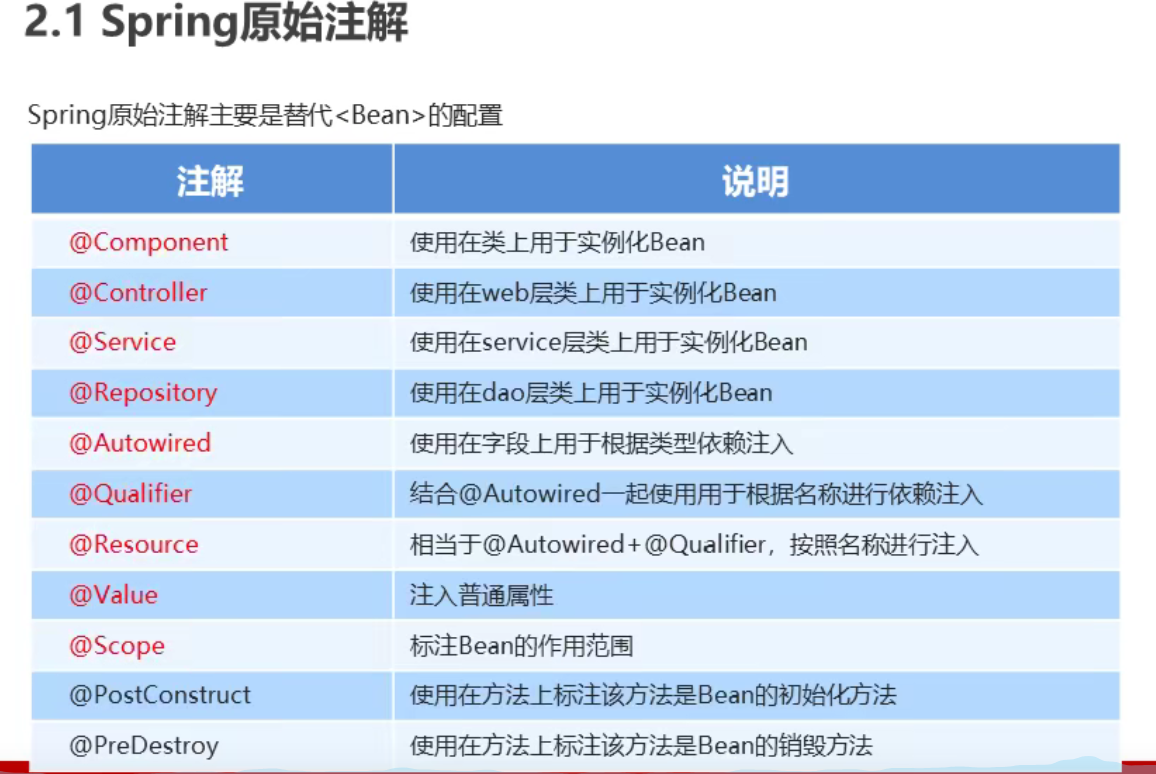 2.1 Spring原始注解
Spring原始注解主要是替代<Bean>的配置
注解 说明
@Component 使用在类上用于实例化Bean
@Controller 使用在web层类上用于实例化Bean
@Service 使用在service层类上用于实例化Bean
@Repository 使用在dao层类上用于实例化Bean
@Autowired 使用在字段上用于根据类型依赖注入
@Qualifier 结合@Autowired一起使用用于根据名称进行依赖注入
@Resource 相当于@Autowired+@Qualifier，按照名称进行注入
@Value 注入普通属性
@Scope 标注Bean的作用范围
@PostConstruct 使用在方法上标注该方法是Bean的初始化方法
@PreDestroy 使用在方法上标注该方法是Bean的销毁方法